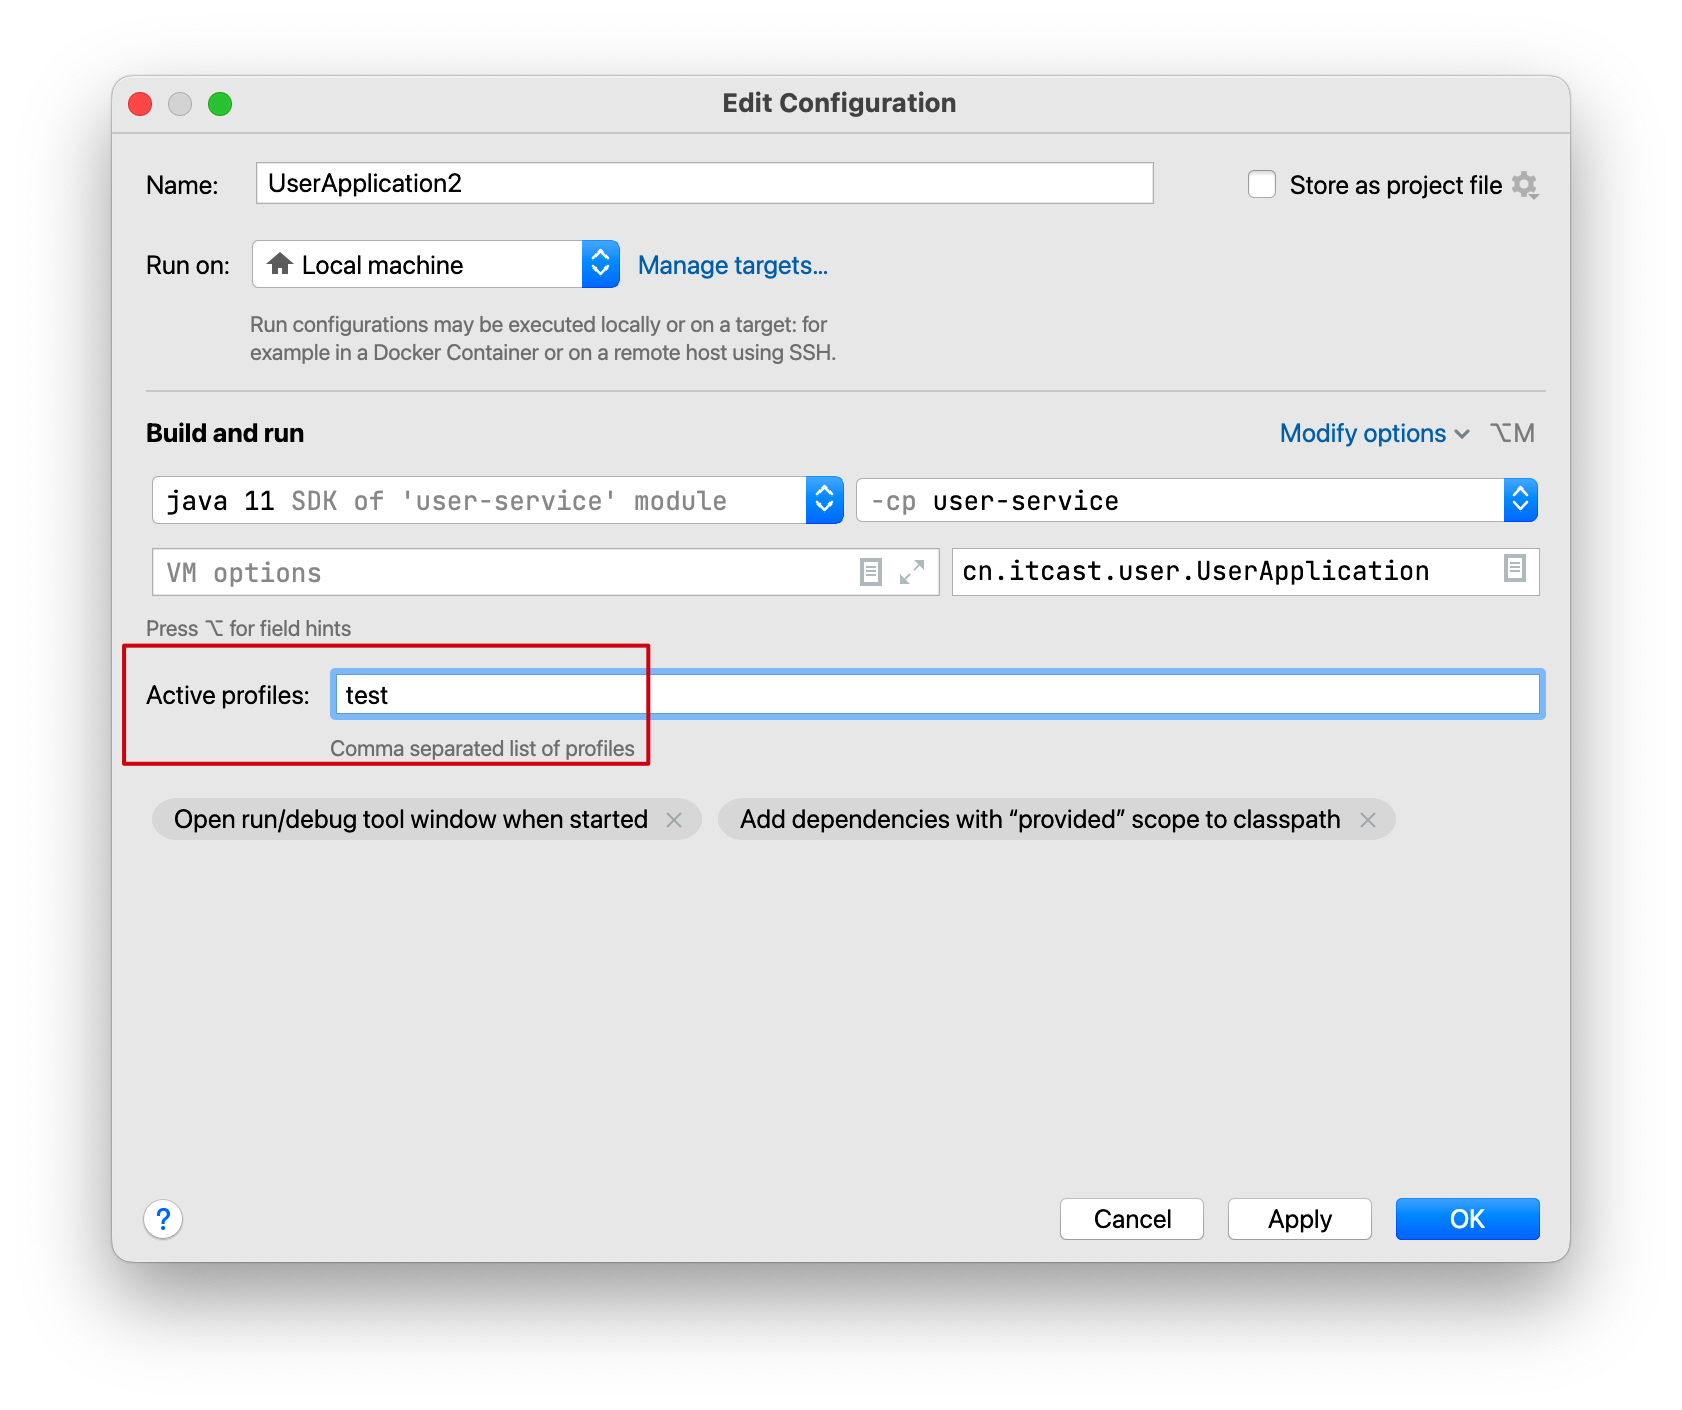 Edit Configuration
Name: UserApplication2 Store as project file
Run on: Local machine Manage targets...
Run configurations may be executed locally or on a target: for
example in a Docker Container or on a remote host using SSH.
Build and run Modify options ⌥M
java 11 SDK of 'user-service' module -cp user-service
VM options cn.itcast.user.UserApplication
Press ⌥ for field hints
Active profiles: test
Comma separated list of profiles
Open run/debug tool window when started Add dependencies with “provided” scope to classpath
? Cancel Apply OK